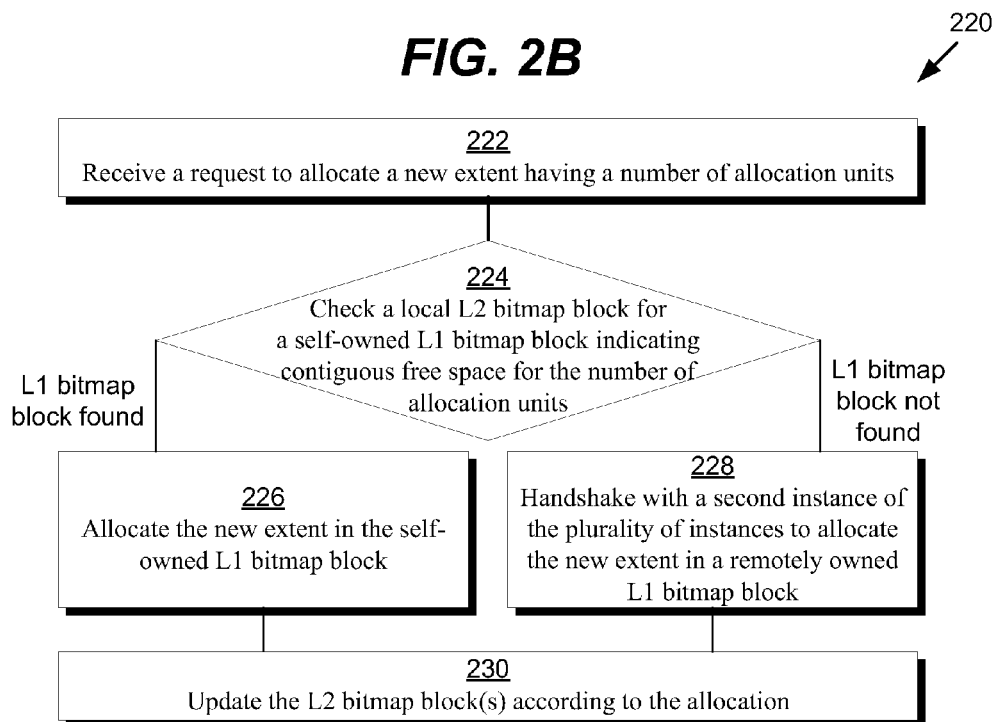 220
FIG. 2B
222
Receive a request to allocate a new extent having a number of allocation units
224
Check a local L2 bitmap block for
a self-owned L1 bitmap block indicating
contiguous free space for the number of
allocation units
L1 bitmap
block found
L1 bitmap
block not
found
226
Allocate the new extent in the self-
owned L1 bitmap block
228
Handshake with a second instance of
the plurality of instances to allocate
the new extent in a remotely owned
L1 bitmap block
230
Update the L2 bitmap block(s) according to the allocation